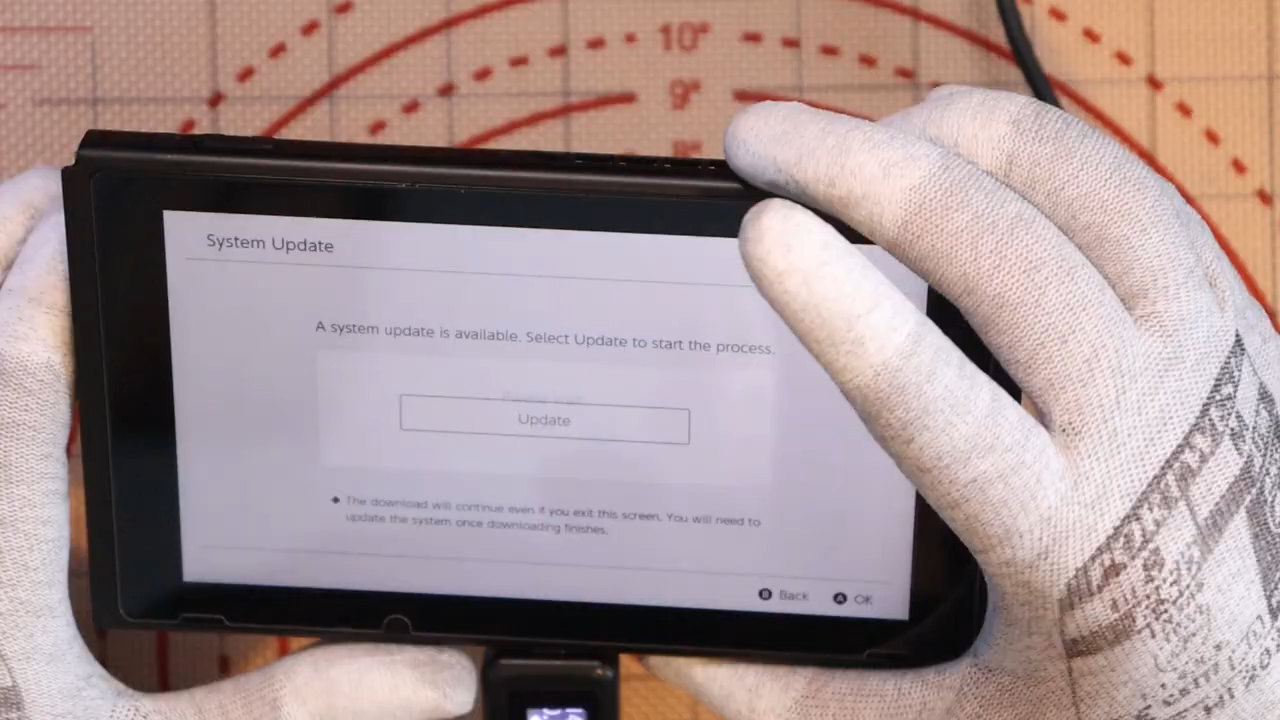 10"
9"
8"
System Update
A system update is available. Select Update to start the process.
Update
◆ The download will continue even if you exit this screen. You will need to
update the system once downloading finishes.
B Back A OK